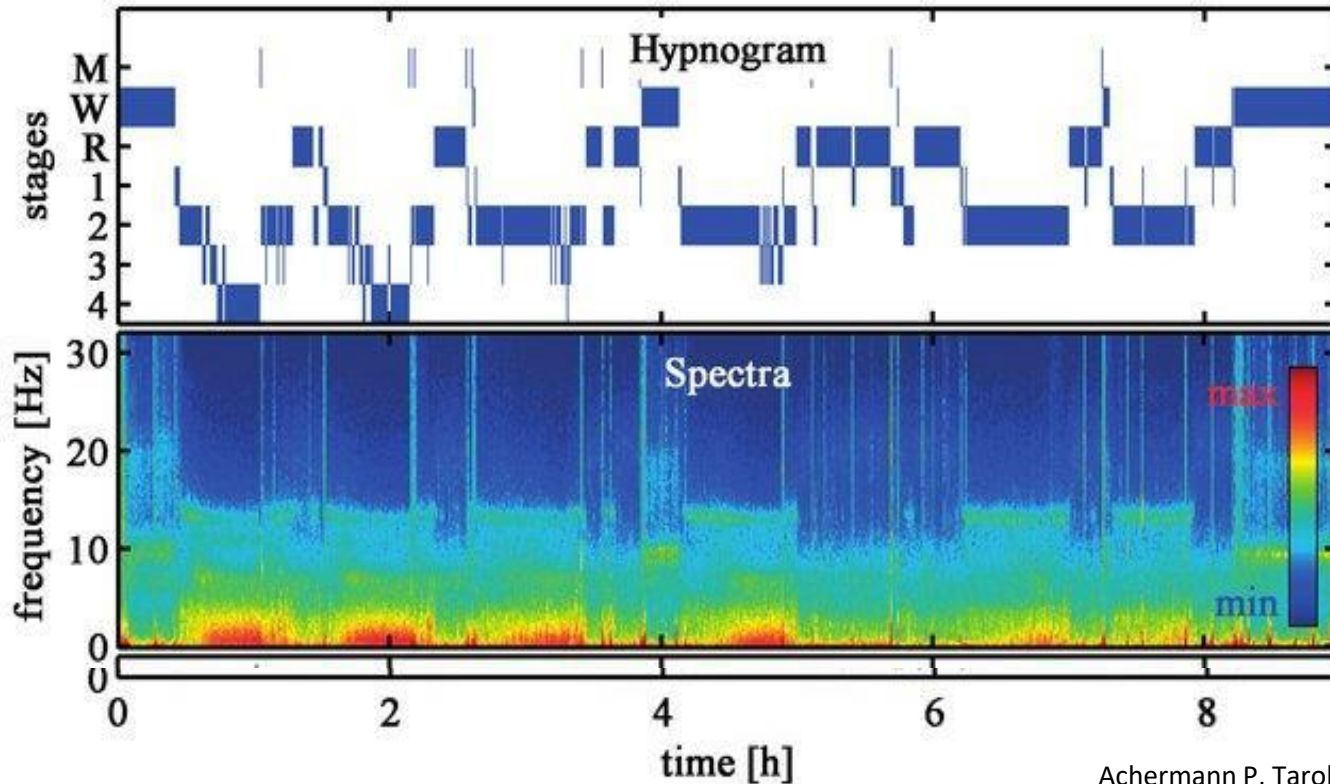 Hypnogram
stages
M
W
R
1
2
3
4
Spectra
frequency [Hz]
30
20
10
0
max
min
0
0 2 4 6 8
time [h]
Achermann P, Tarol